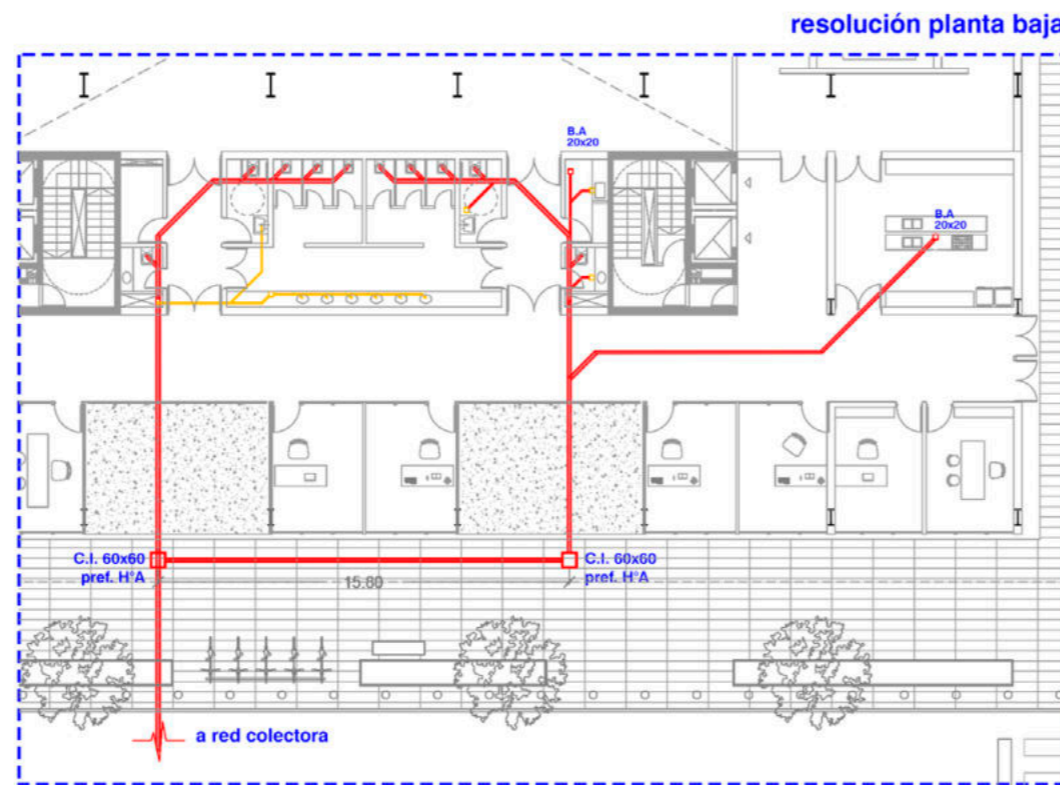 resolución planta baja
B.A
20x20
B.A
20x20
C.I. 60x60
pref. H°A
C.I. 60x60
pref. H°A
15.80
a red colectora